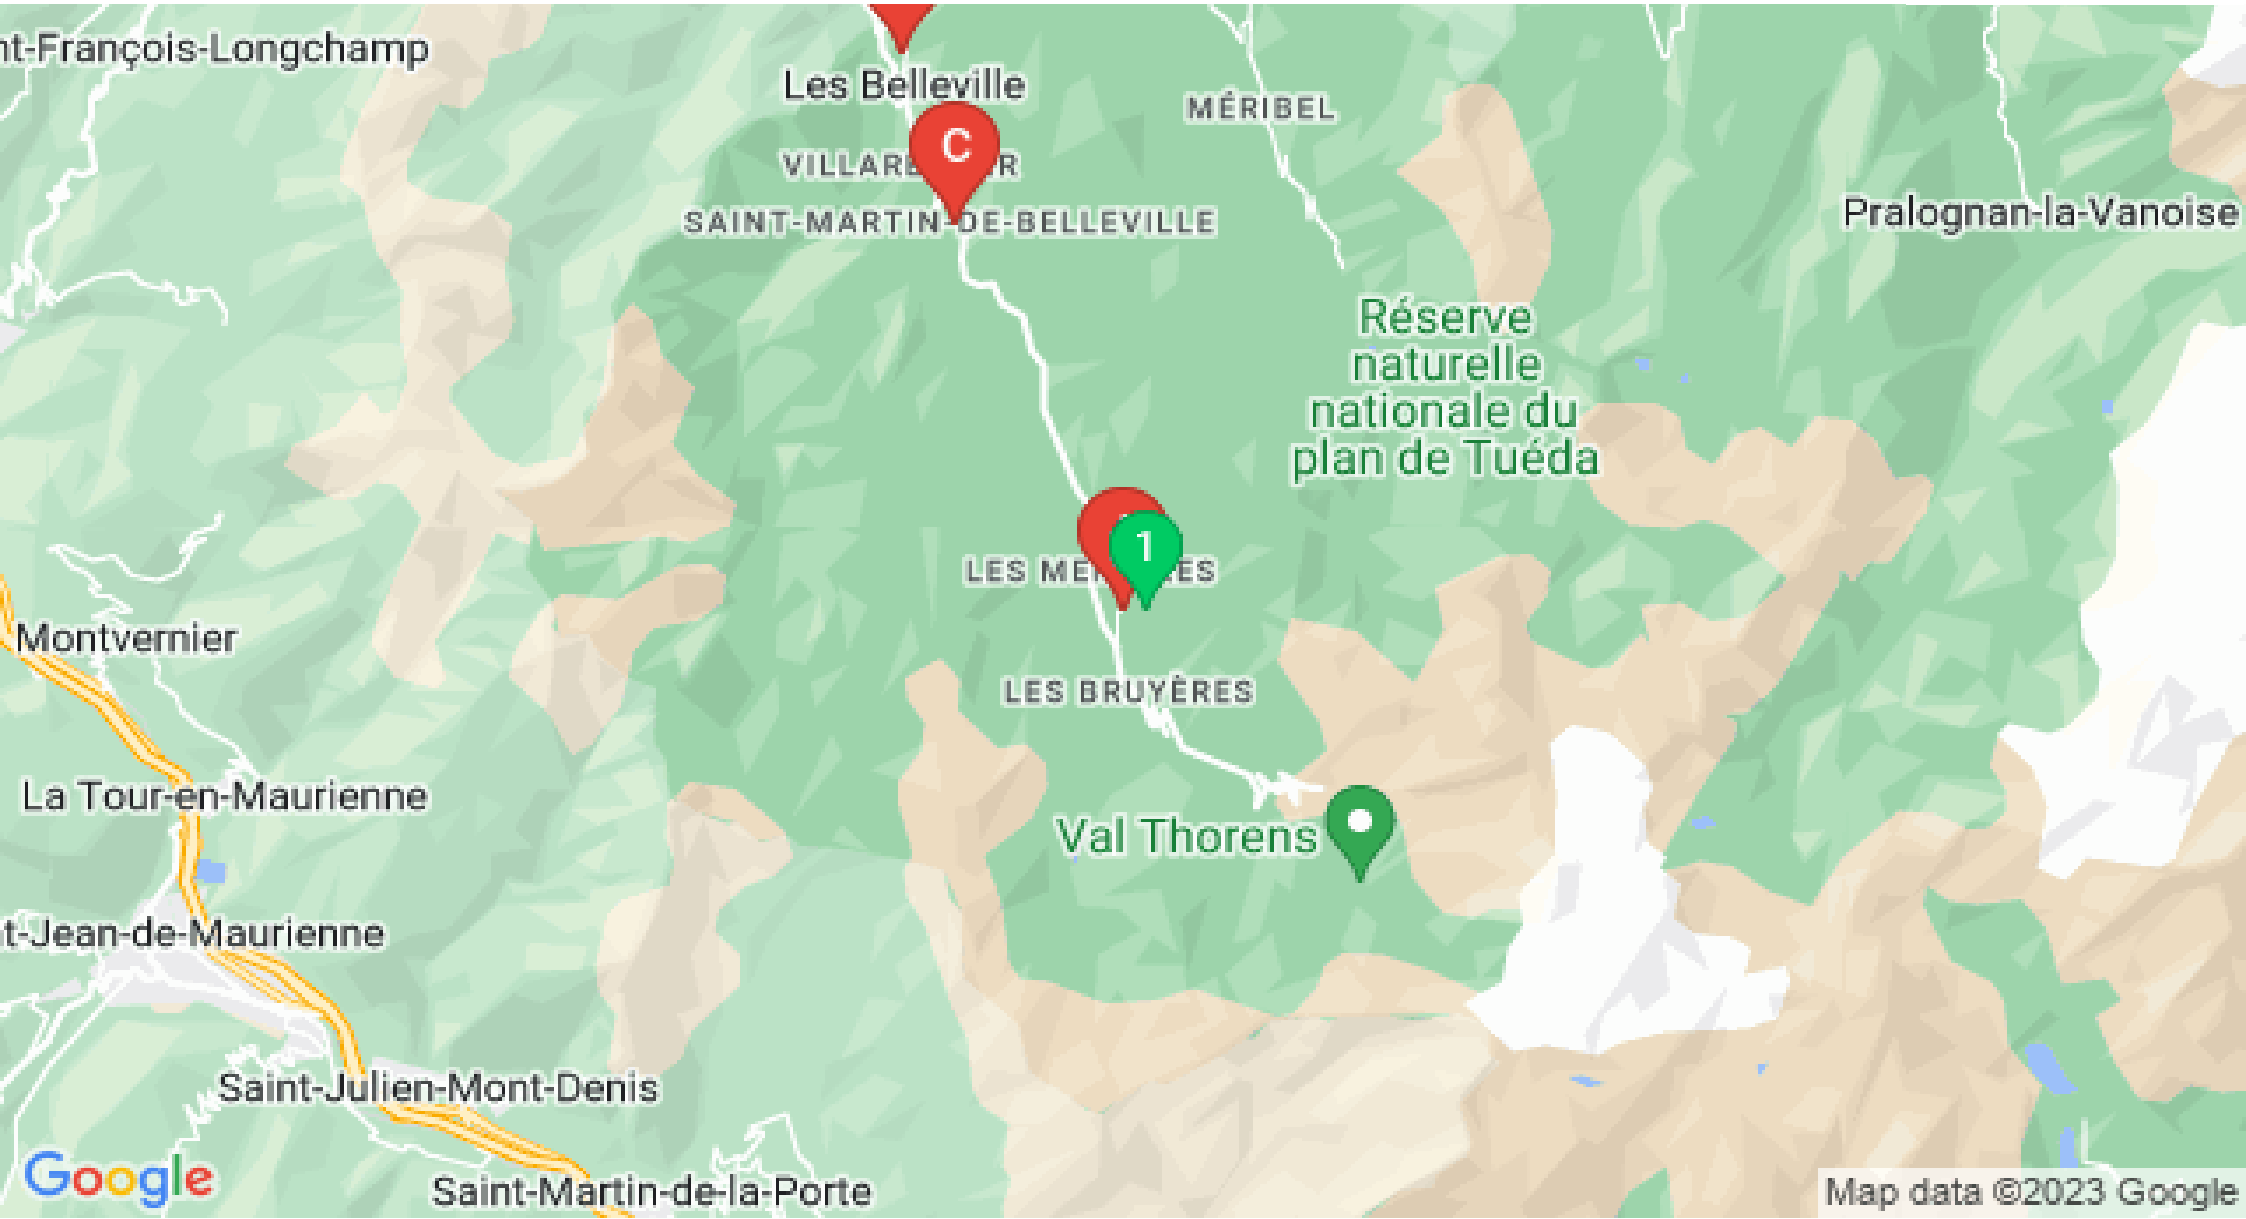 nt-François-Longchamp
Les Belleville
MÉRIBEL
C
SAINT-MARTIN-DE-BELLEVILLE
Pralognan-la-Vanoise
Réserve
naturelle
nationale du
plan de Tuéda
1
LES
LES BRUYÈRES
Montvernier
La Tour-en-Maurienne
Val Thorens
t-Jean-de-Maurienne
Saint-Julien-Mont-Denis
Saint-Martin-de-la-Porte
Google
Map data ©2023 Google